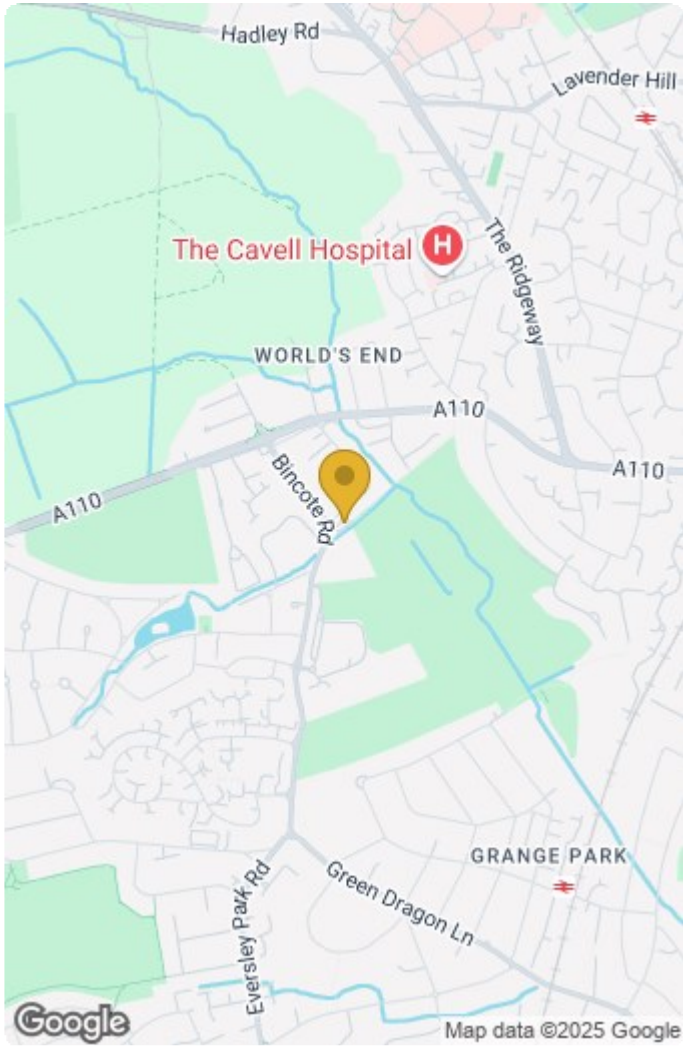 Hadley Rd
Lavender Hill
The Cavell Hospital
H
The Ridgeway
WORLD'S END
A110
A110
A110
Bincote Rd
GRANGE PARK
Green Dragon Ln
Eversley Park Rd
Google
Map data ©2025 Google